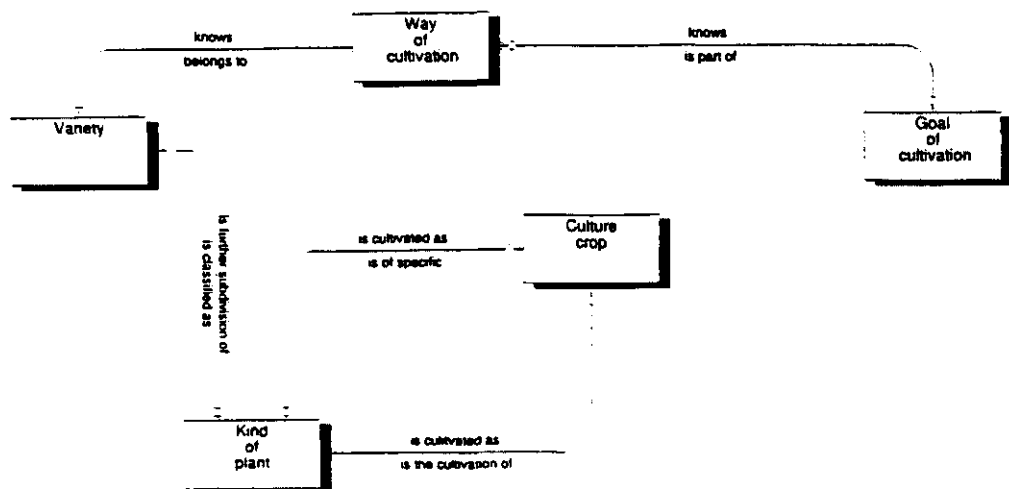 Way
of
cultivation
knows
belongs to
knows
is part of
Variety
Goal
of
cultivation
is further subdivision of
is classified as
is cultivated as
is of specific
Culture
crop
Kind
of
plant
is cultivated as
is the cultivation of